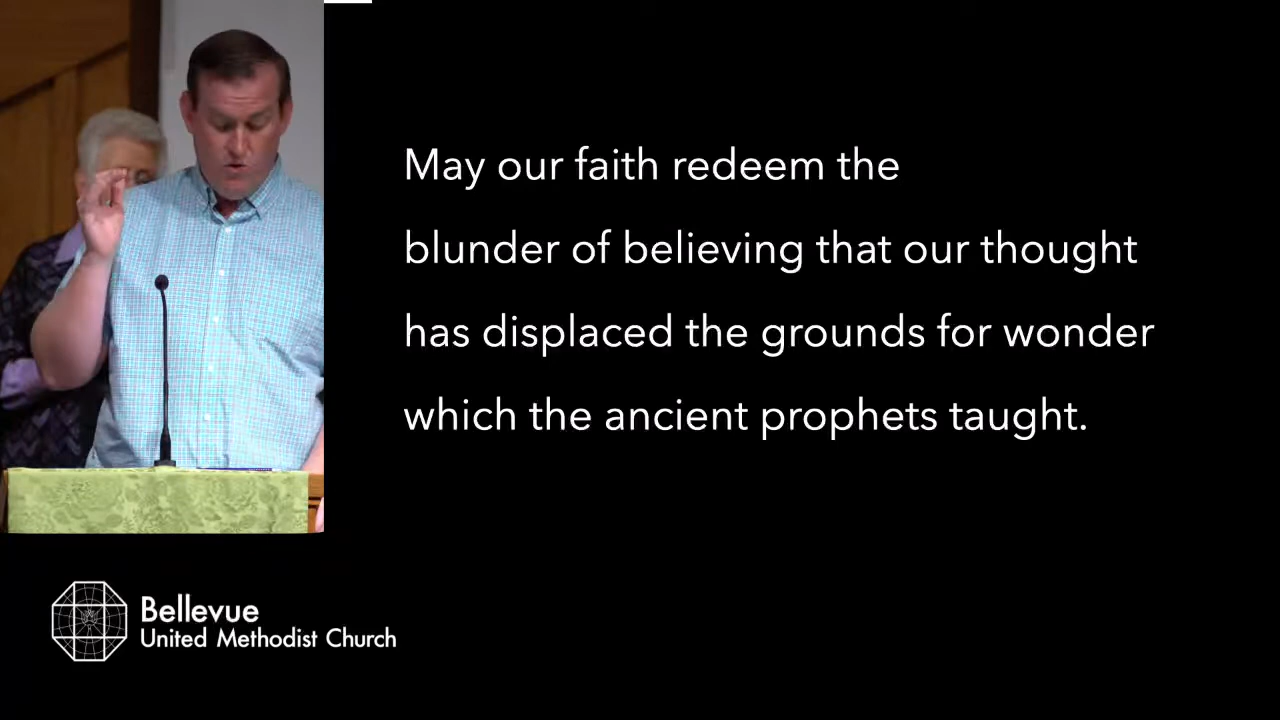 May our faith redeem the
blunder of believing that our thought
has displaced the grounds for wonder
which the ancient prophets taught.
Bellevue
United Methodist Church